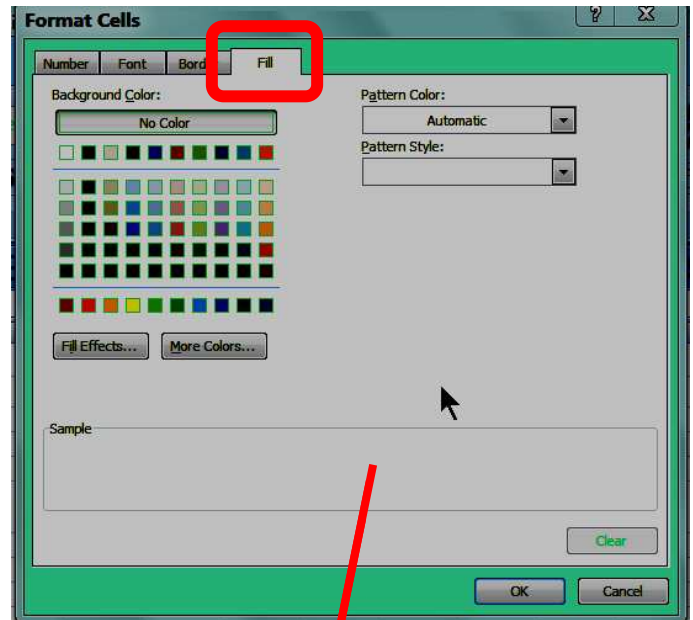 Format Cells
Number Font Bord Fill
Background Color:
No Color
Pattern Color:
Automatic
Pattern Style:
Fill Effects... More Colors...
Sample
Clear
OK Cancel